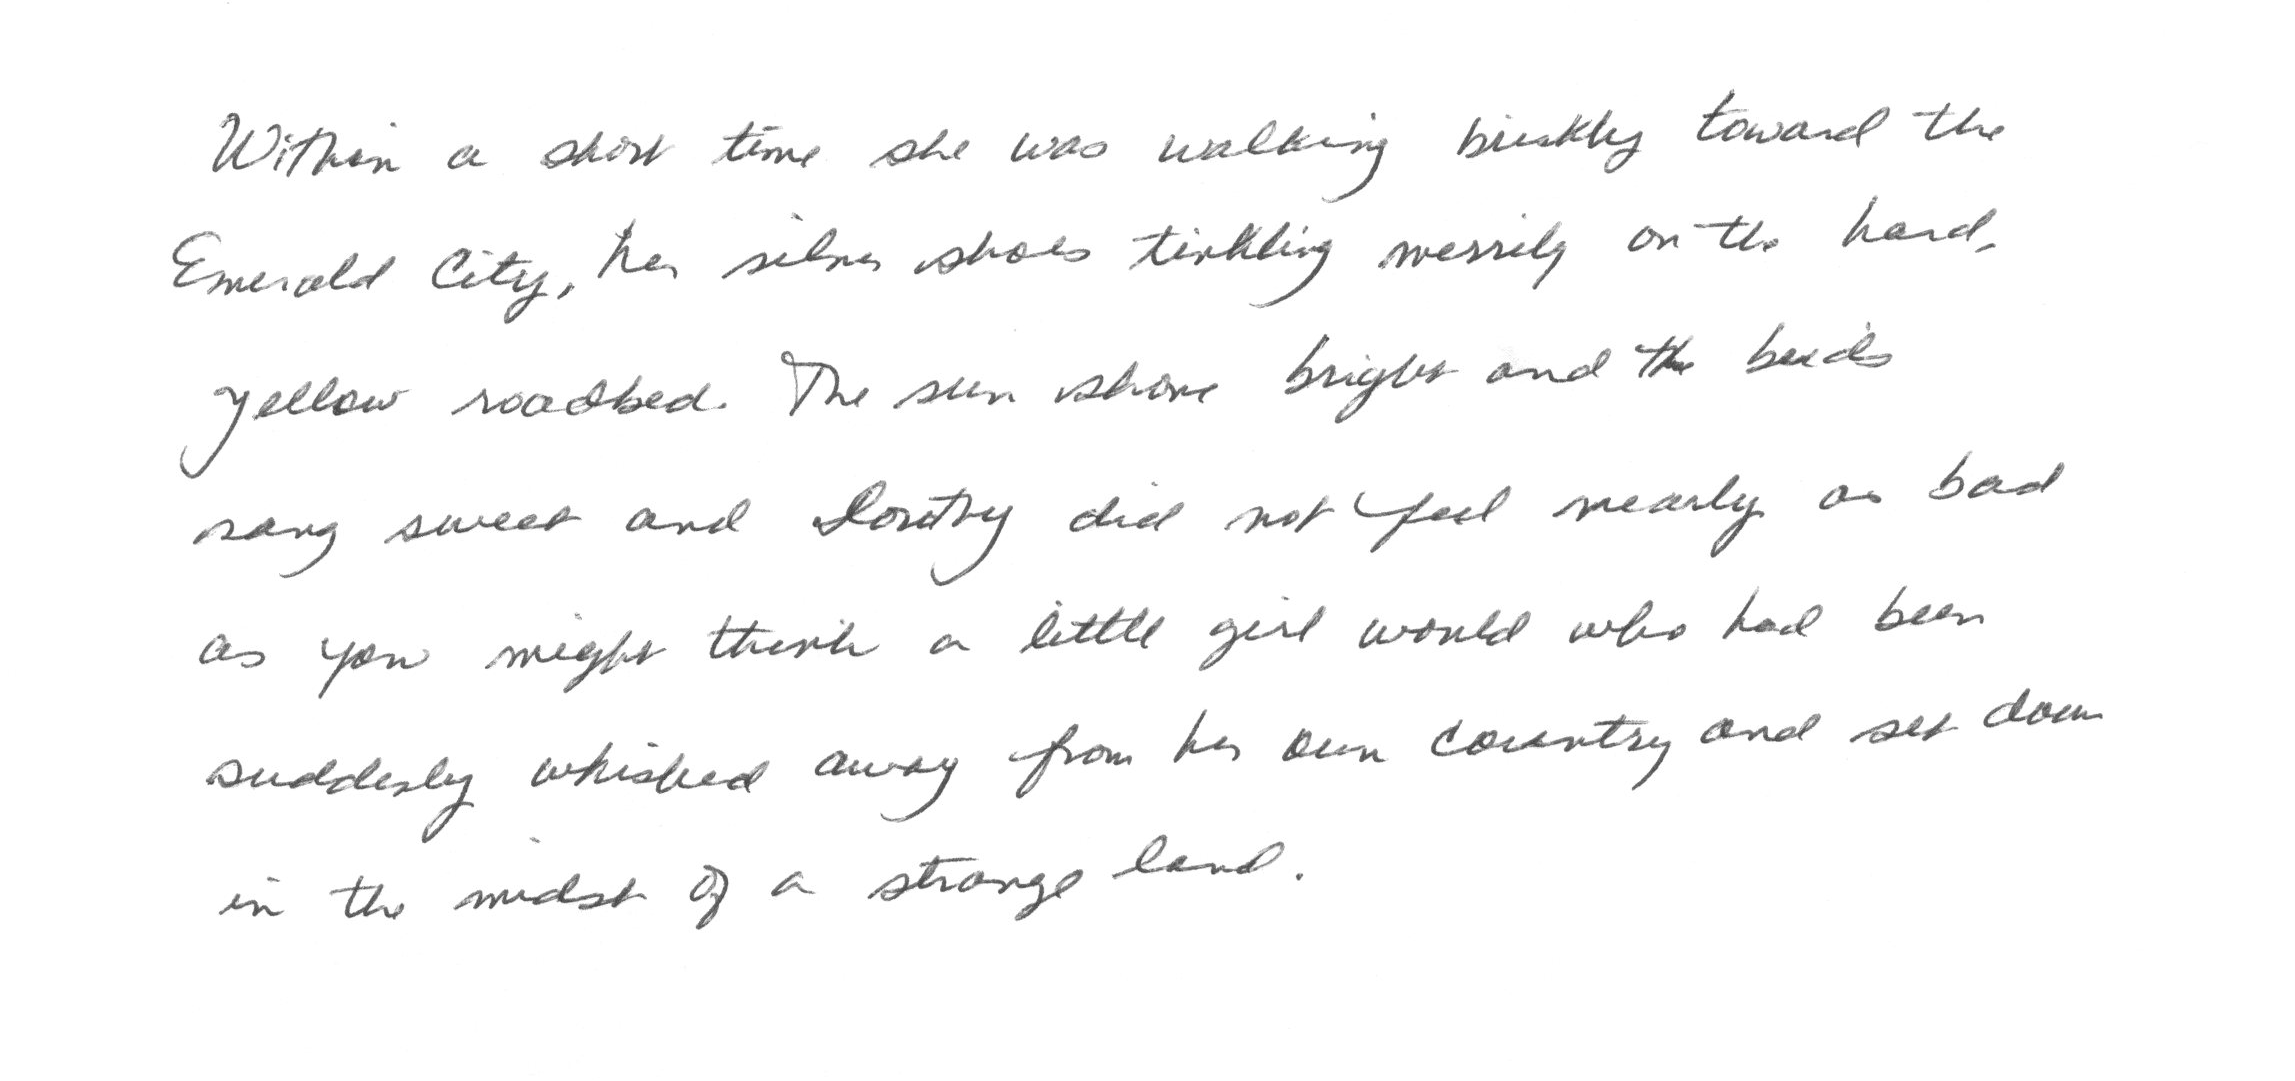 Within a short time she was walking briskly toward the
Emerald City, her silver shoes tinkling merrily on the hard,
yellow roadbed. The sun shone bright and the birds
sang sweet and Dorothy did not feel nearly as bad
as you might think a little girl would who had been
suddenly whisked away from her own country and set down
in the midst of a strange land.